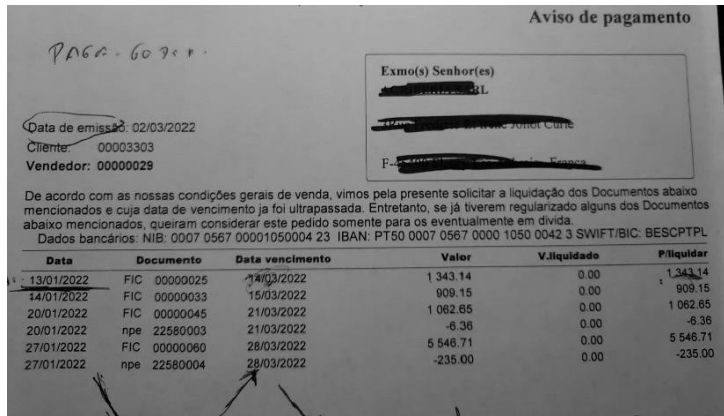 Aviso de pagamento
PAGA
Exmo(s) Senhor(es)
RL
Joliot Curie
Data de emissão: 02/03/2022
Cliente: 00003303
F-4
França
Vendedor: 00000029
De acordo com as nossas condições gerais de venda, vimos pela presente solicitar a liquidação dos Documentos abaixo
mencionados e cuja data de vencimento ja foi ultrapassada. Entretanto, se já tiverem regularizado alguns dos Documentos
abaixo mencionados, queiram considerar este pedido somente para os eventualmente em divida.
Dados bancários: NIB: 0007 0567 00001050004 23 IBAN: PT50 0007 0567 0000 1050 0042 3 SWIFT/BIC: BESCPTPL
Data Documento Data vencimento Valor V.liquidado P/liquidar
13/01/2022 FIC 00000025 14/03/2022 1 343.14 0.00 1 343.14
14/01/2022 FIC 00000033 15/03/2022 909.15 0.00 909.15
20/01/2022 FIC 00000045 21/03/2022 1 062.65 0.00 1 062.65
20/01/2022 npe 22580003 21/03/2022 -6.36 0.00 -6.36
27/01/2022 FIC 00000060 28/03/2022 5 546.71 0.00 5 546.71
27/01/2022 npe 22580004 28/03/2022 -235.00 0.00 -235.00